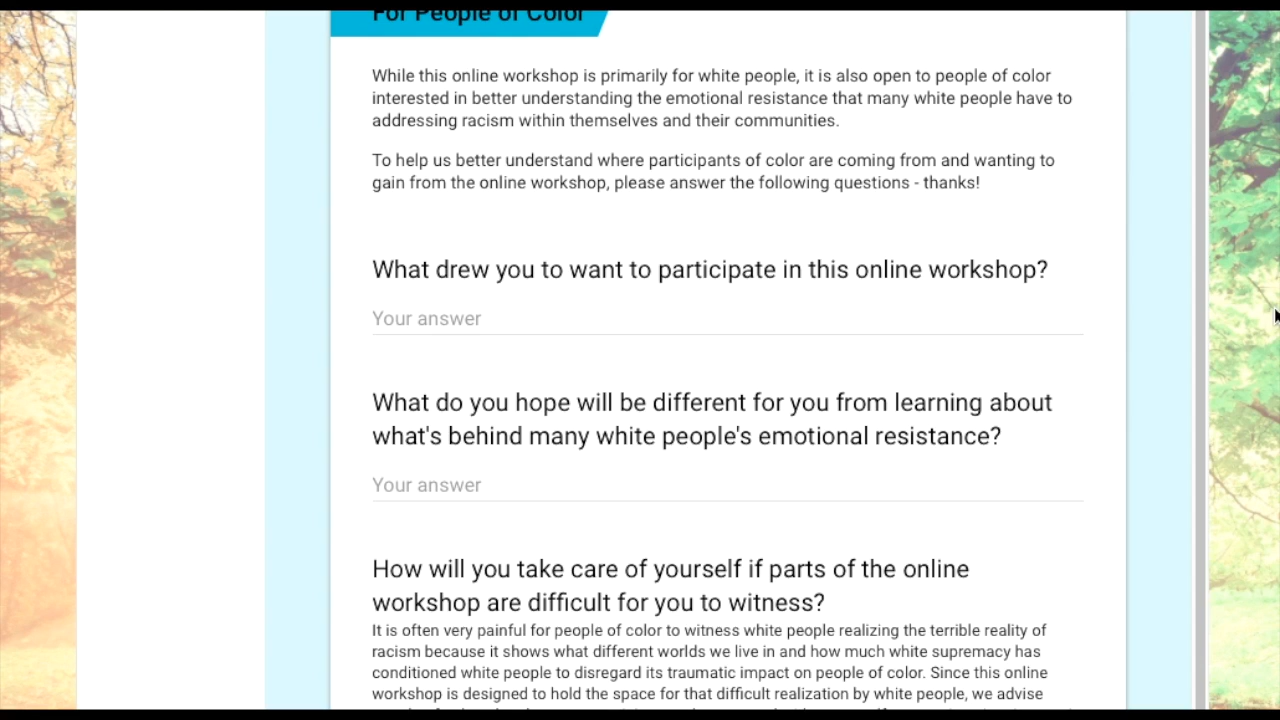 For People of Color
While this online workshop is primarily for white people, it is also open to people of color
interested in better understanding the emotional resistance that many white people have to
addressing racism within themselves and their communities.
To help us better understand where participants of color are coming from and wanting to
gain from the online workshop, please answer the following questions - thanks!
What drew you to want to participate in this online workshop?
Your answer
What do you hope will be different for you from learning about
what's behind many white people's emotional resistance?
Your answer
How will you take care of yourself if parts of the online
workshop are difficult for you to witness?
It is often very painful for people of color to witness white people realizing the terrible reality of
racism because it shows what different worlds we live in and how much white supremacy has
conditioned white people to disregard its traumatic impact on people of color. Since this online
workshop is designed to hold the space for that difficult realization by white people, we advise